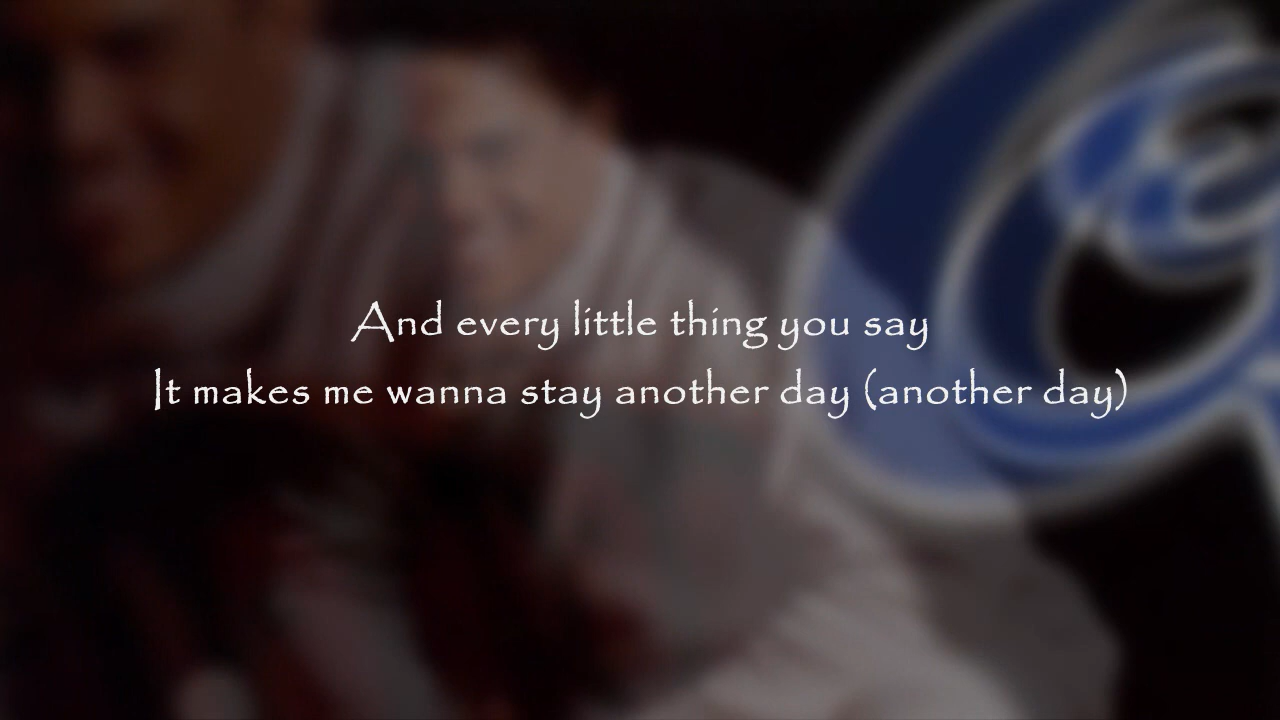 And every little thing you say
It makes me wanna stay another day (another day)